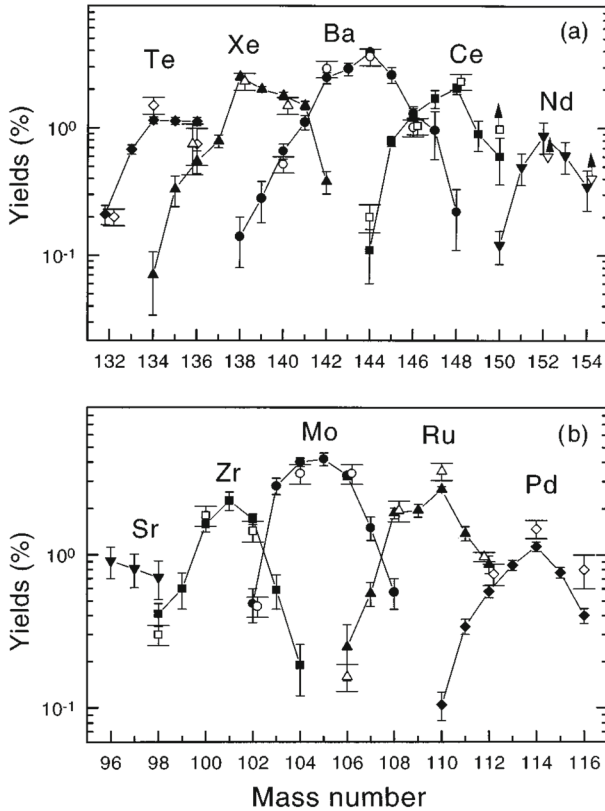 (a)
Te Xe Ba Ce Nd
Yields (%)
10⁰
10⁻¹
132 134 136 138 140 142 144 146 148 150 152 154
(b)
Sr Zr Mo Ru Pd
Yields (%)
10⁰
10⁻¹
96 98 100 102 104 106 108 110 112 114 116
Mass number